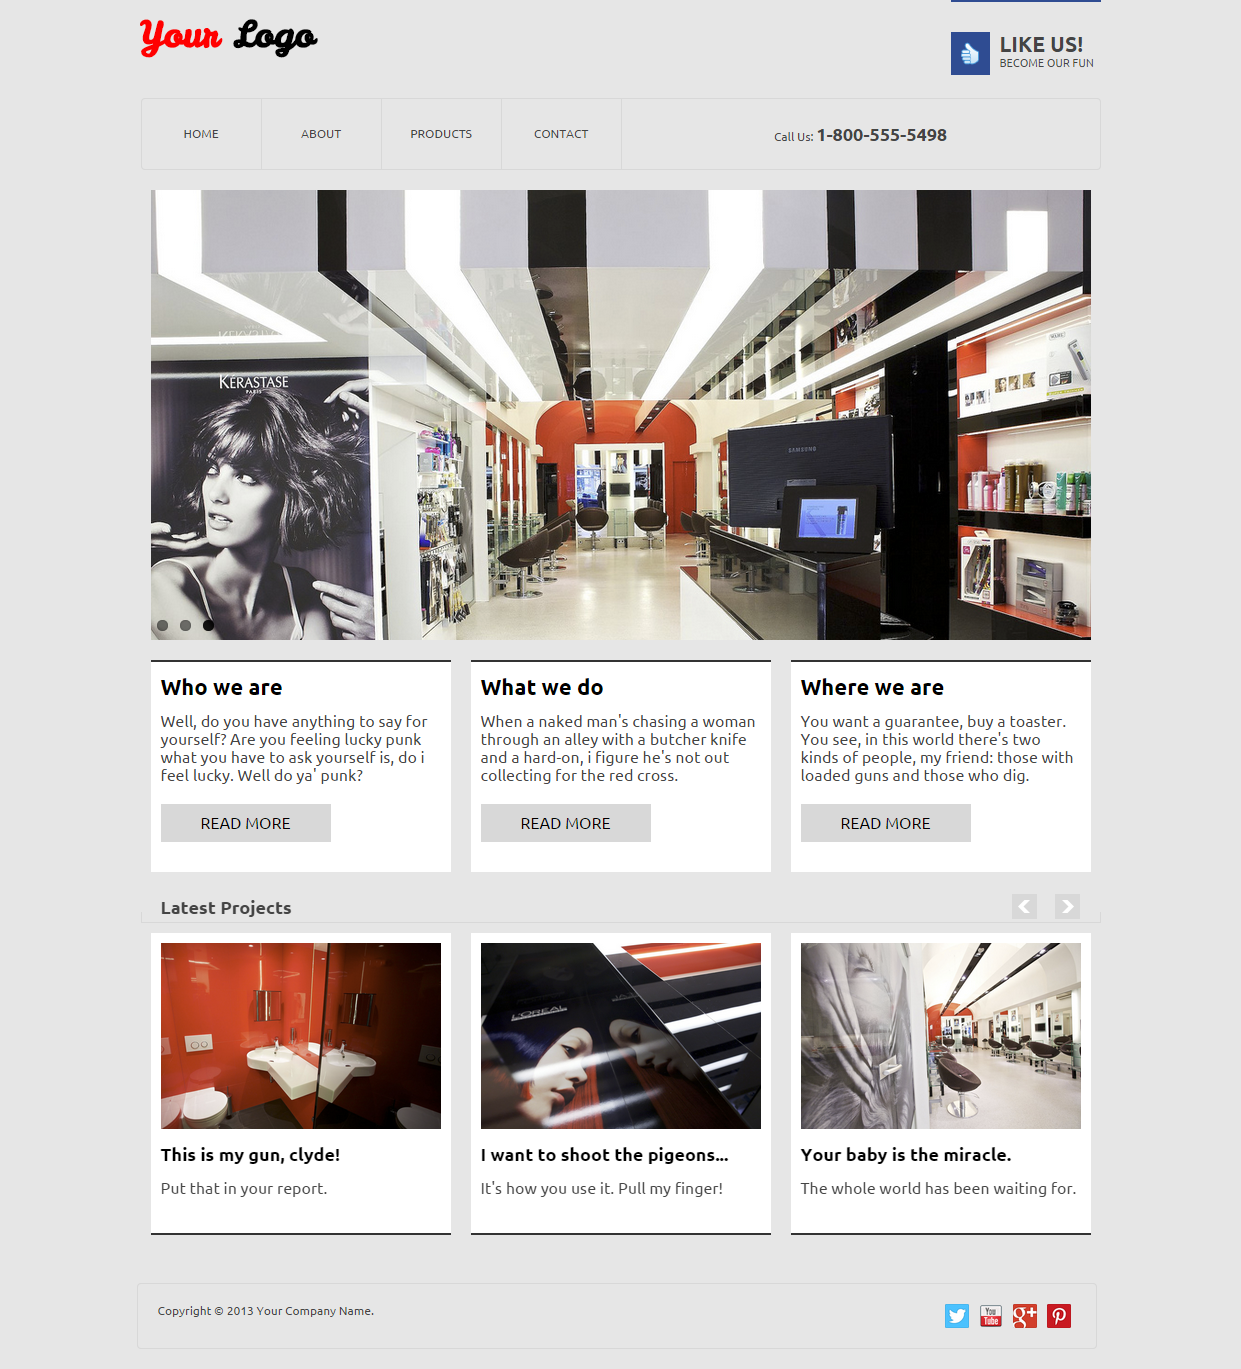 Your Logo
LIKE US!
BECOME OUR FUN
HOME
ABOUT
PRODUCTS
CONTACT
Call Us: 1-800-555-5498
KÉRASTASE
PARIS
SAMSUNG
Who we are
Well, do you have anything to say for
yourself? Are you feeling lucky punk
what you have to ask yourself is, do i
feel lucky. Well do ya' punk?
READ MORE
What we do
When a naked man's chasing a woman
through an alley with a butcher knife
and a hard-on, i figure he's not out
collecting for the red cross.
READ MORE
Where we are
You want a guarantee, buy a toaster.
You see, in this world there's two
kinds of people, my friend: those with
loaded guns and those who dig.
READ MORE
Latest Projects
L'ORÉAL
This is my gun, clyde!
Put that in your report.
I want to shoot the pigeons...
It's how you use it. Pull my finger!
Your baby is the miracle.
The whole world has been waiting for.
Copyright © 2013 Your Company Name.
You
Tube
g+